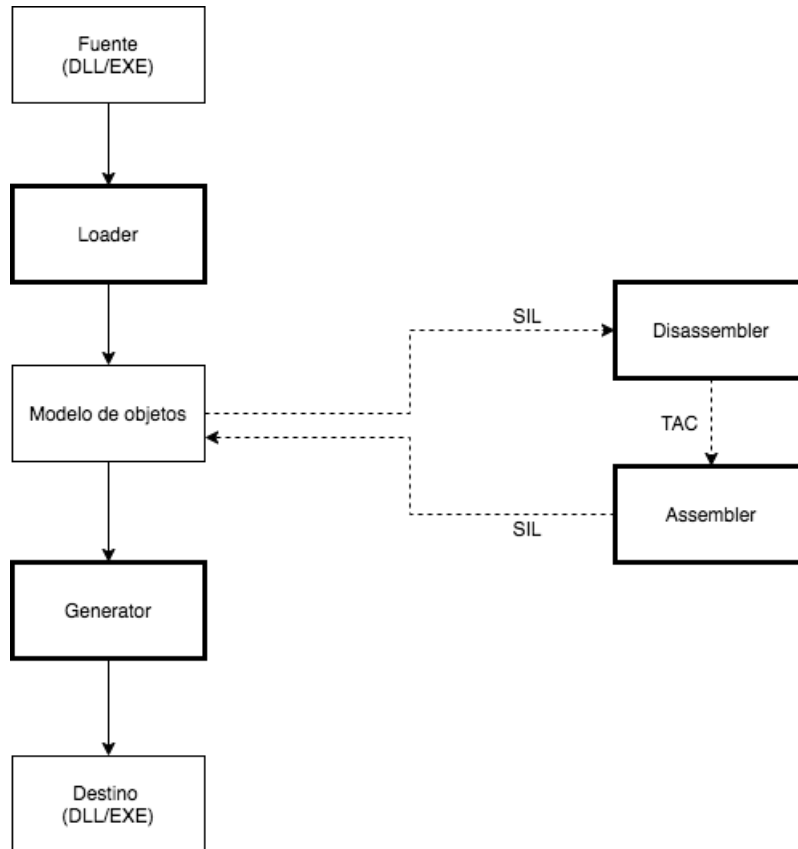 Fuente
(DLL/EXE)
Loader
SIL
Disassembler
Modelo de objetos
TAC
Assembler
SIL
Generator
Destino
(DLL/EXE)